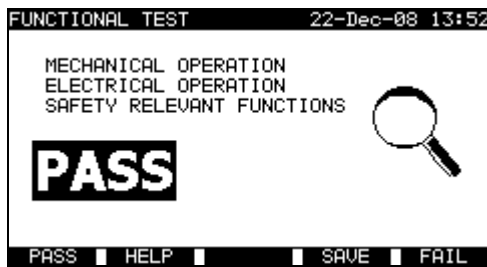 FUNCTIONAL TEST 22-Dec-08 13:52
MECHANICAL OPERATION
ELECTRICAL OPERATION
SAFETY RELEVANT FUNCTIONS
PASS
PASS HELP SAVE FAIL